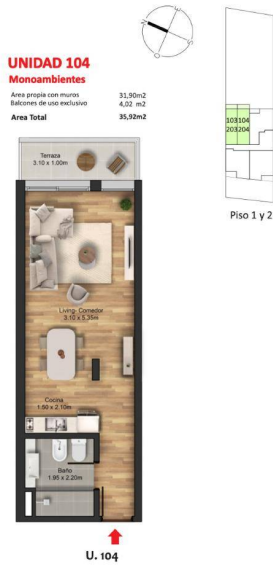 UNIDAD 104
Monoambientes
Area propia con muros 31,90m2
Balcones de uso exclusivo 4,02 m2
Area Total 35,92m2
103 104
203 204
Piso 1 y 2
Terraza
3.10 x 1.00m
Living- Comedor
3.10 x 5.35m
Cocina
1.50 x 2.10m
Baño
1.95 x 2.20m
U. 104